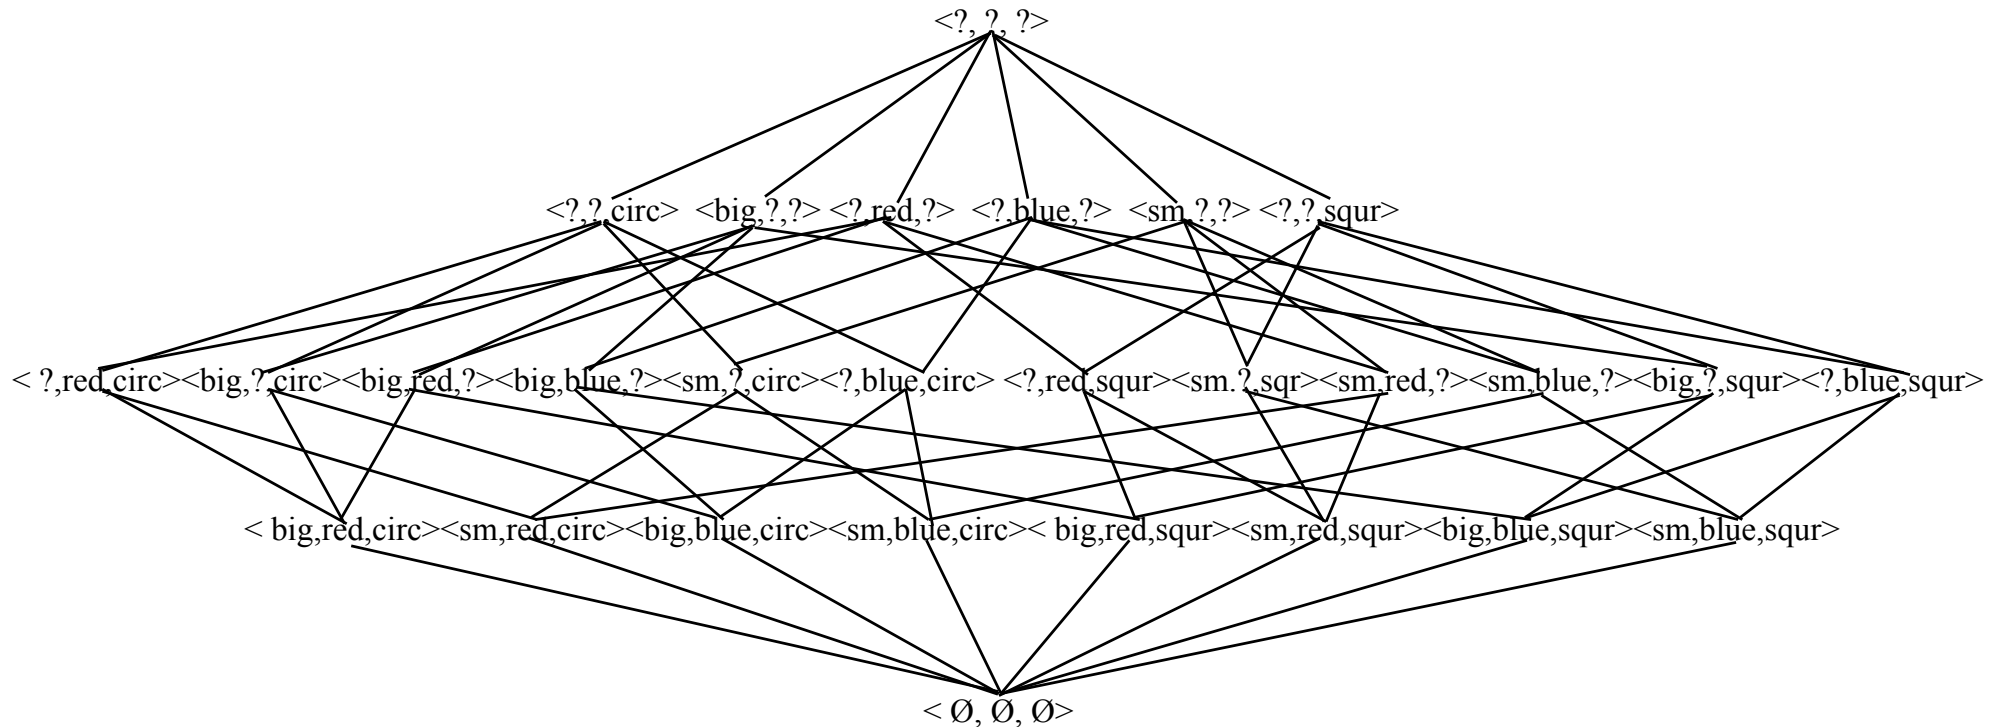 <?, ?, ?>
<?,?,circ> <big,?,?> <?,red,?> <?,blue,?> <sm,?,?> <?,?,squr>
< ?,red,circ><big,?,circ><big,red,?><big,blue,?><sm,?,circ><?,blue,circ> <?,red,squr><sm.?,sqr><sm,red,?><sm,blue,?><big,?,squr><?,blue,squr>
< big,red,circ><sm,red,circ><big,blue,circ><sm,blue,circ>< big,red,squr><sm,red,squr><big,blue,squr><sm,blue,squr>
< Ø, Ø, Ø>